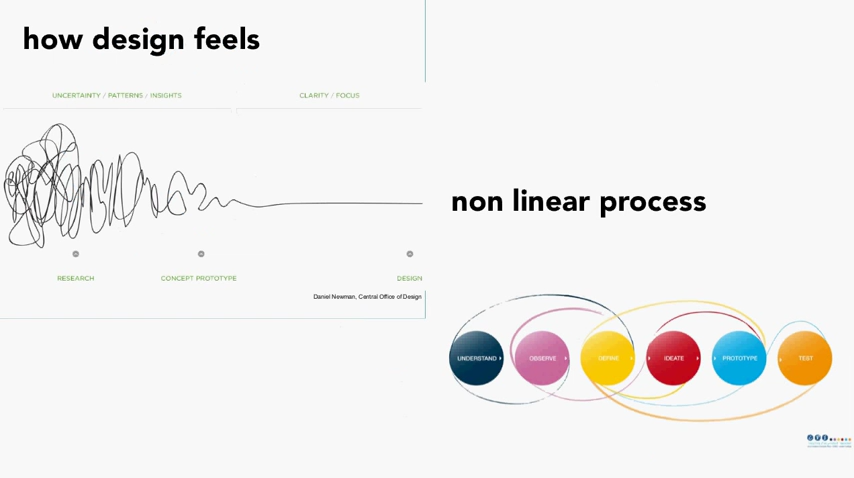 how design feels
UNCERTAINTY / PATTERNS / INSIGHTS
CLARITY / FOCUS
RESEARCH
CONCEPT PROTOTYPE
DESIGN
Daniel Newman, Central Office of Design
non linear process
UNDERSTAND
OBSERVE
DEFINE
IDEATE
PROTOTYPE
TEST